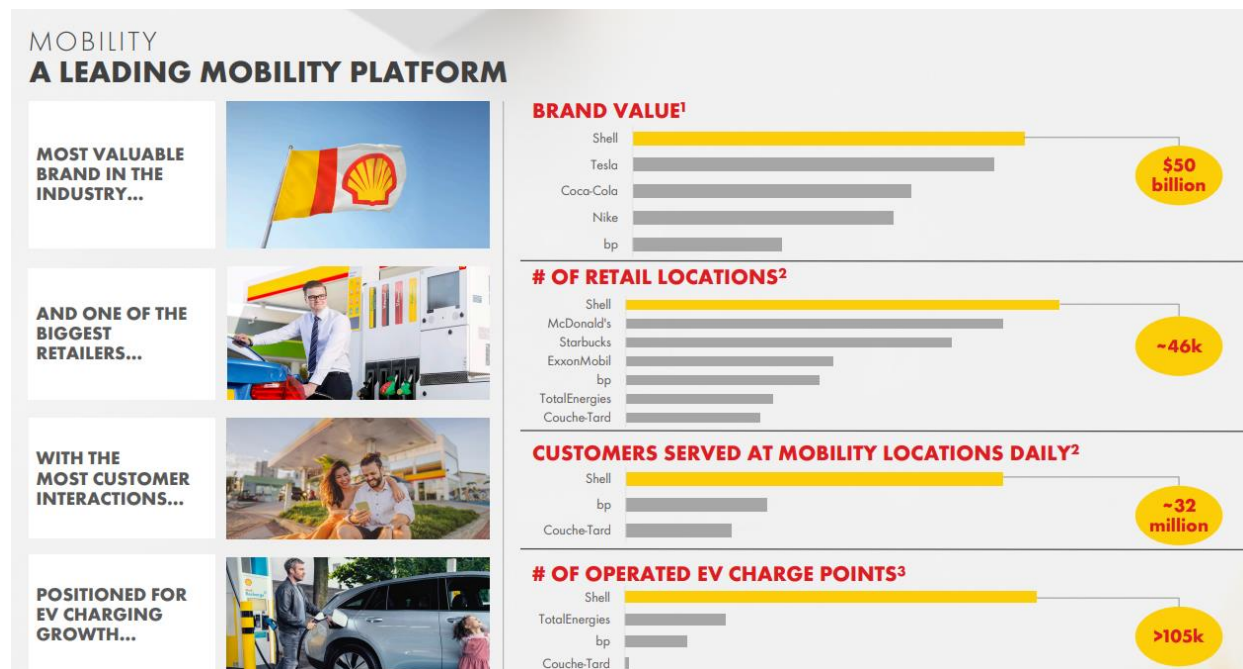 MOBILITY
A LEADING MOBILITY PLATFORM
MOST VALUABLE
BRAND IN THE
INDUSTRY...
AND ONE OF THE
BIGGEST
RETAILERS...
WITH THE
MOST CUSTOMER
INTERACTIONS...
POSITIONED FOR
EV CHARGING
GROWTH...
BRAND VALUE¹
Shell
Tesla
Coca-Cola
Nike
bp
$50
billion
# OF RETAIL LOCATIONS²
Shell
McDonald's
Starbucks
ExxonMobil
bp
TotalEnergies
Couche-Tard
~46k
CUSTOMERS SERVED AT MOBILITY LOCATIONS DAILY²
Shell
bp
Couche-Tard
~32
million
# OF OPERATED EV CHARGE POINTS³
Shell
TotalEnergies
bp
Couche-Tard
>105k